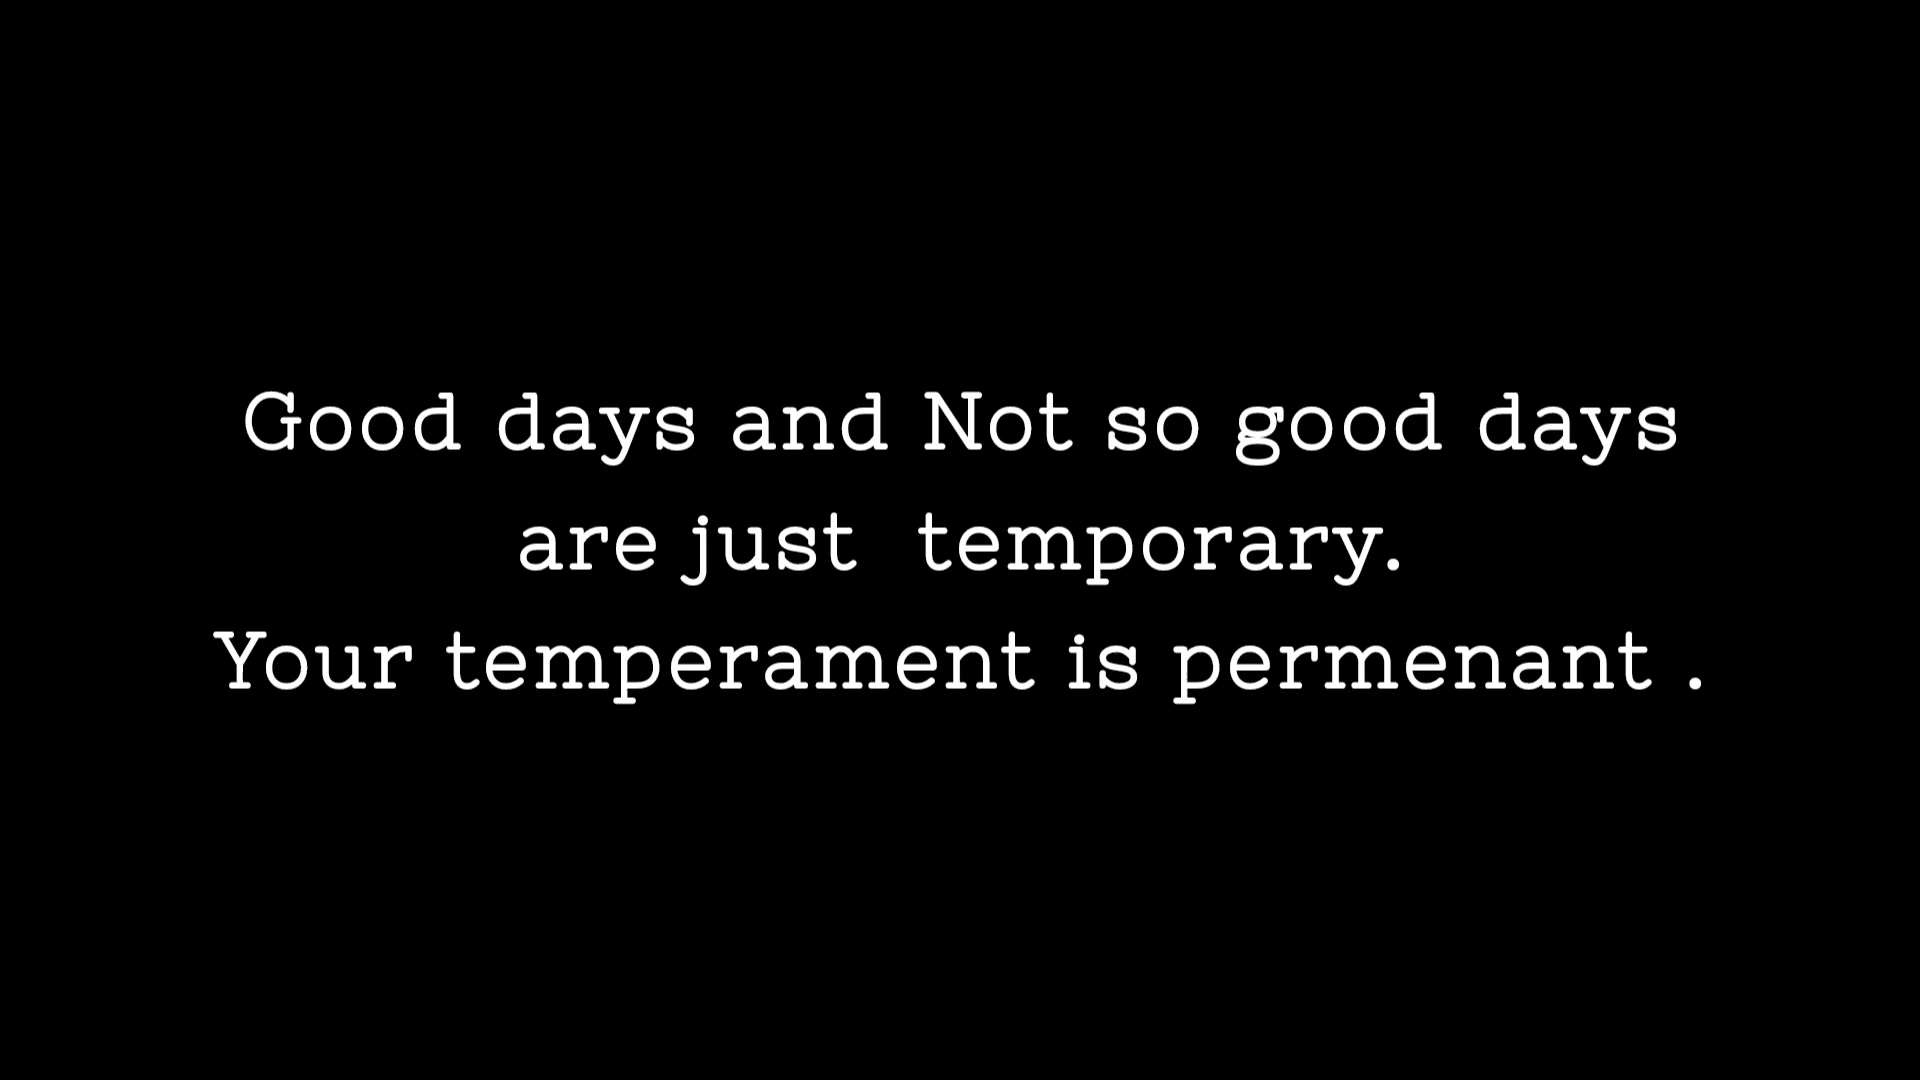 Good days and Not so good days
are just  temporary.
Your temperament is permenant .